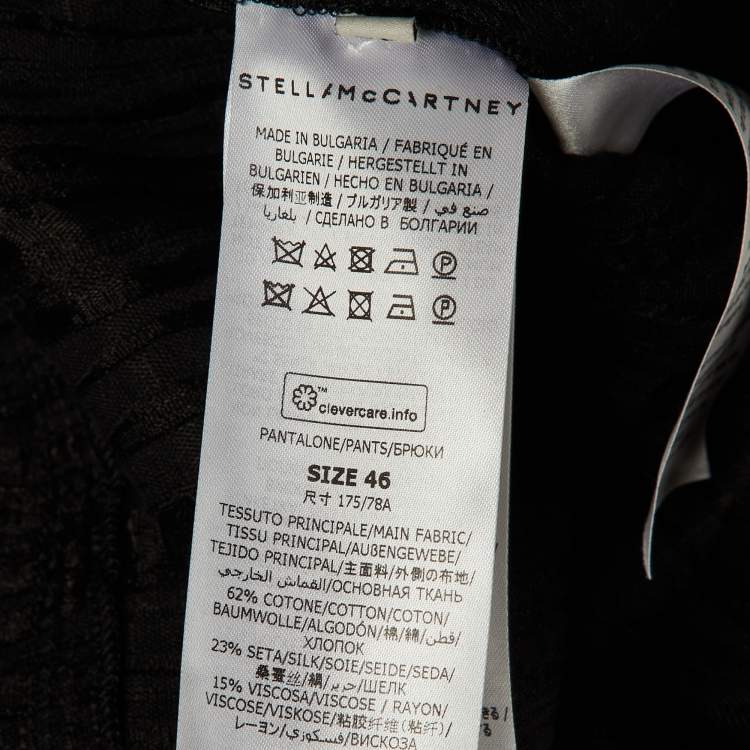 STELLA McCARTNEY
MADE IN BULGARIA / FABRIQUÉ EN
BULGARIE / HERGESTELLT IN
BULGARIEN / HECHO EN BULGARIA /
保加利亚制造 / ブルガリア製 / صنع في
بلغاريا / СДЕЛАНО В БОЛГАРИИ
P
P
TM
clevercare.info
PANTALONE/PANTS/БРЮКИ
SIZE 46
尺寸 175/78A
TESSUTO PRINCIPALE/MAIN FABRIC/
TISSU PRINCIPAL/AUßENGEWEBE/
TEJIDO PRINCIPAL/主面料/外側の布地/
القماش الخارجي/ОСНОВНАЯ ТКАНЬ
62% COTONE/COTTON/COTON/
BAUMWOLLE/ALGODÓN/棉/綿/قطن/
ХЛОПОК
23% SETA/SILK/SOIE/SEIDE/SEDA/
桑蚕丝/絹/حرير/ШЕЛК
15% VISCOSA/VISCOSE / RAYON/
VISCOSE/VISKOSE/粘胶纤维(粘纤)/
レーヨン/فسكوزي/ВИСКОЗА